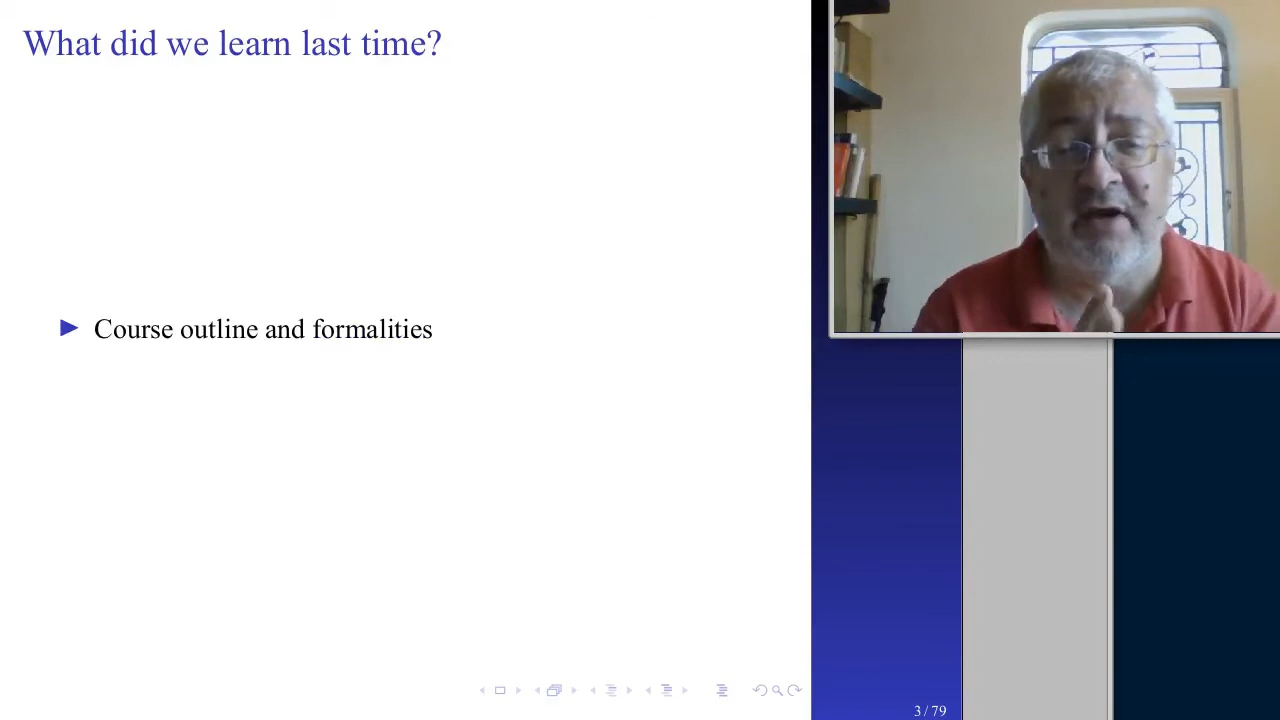 What did we learn last time?
▶ Course outline and formalities
3 / 79